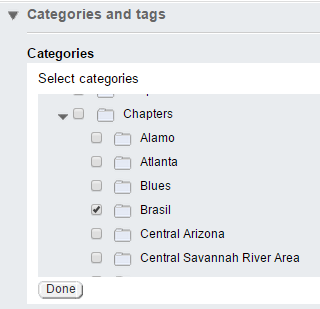 Categories and tags
Categories
Select categories
Chapters
Alamo
Atlanta
Blues
Brasil
Central Arizona
Central Savannah River Area
Done